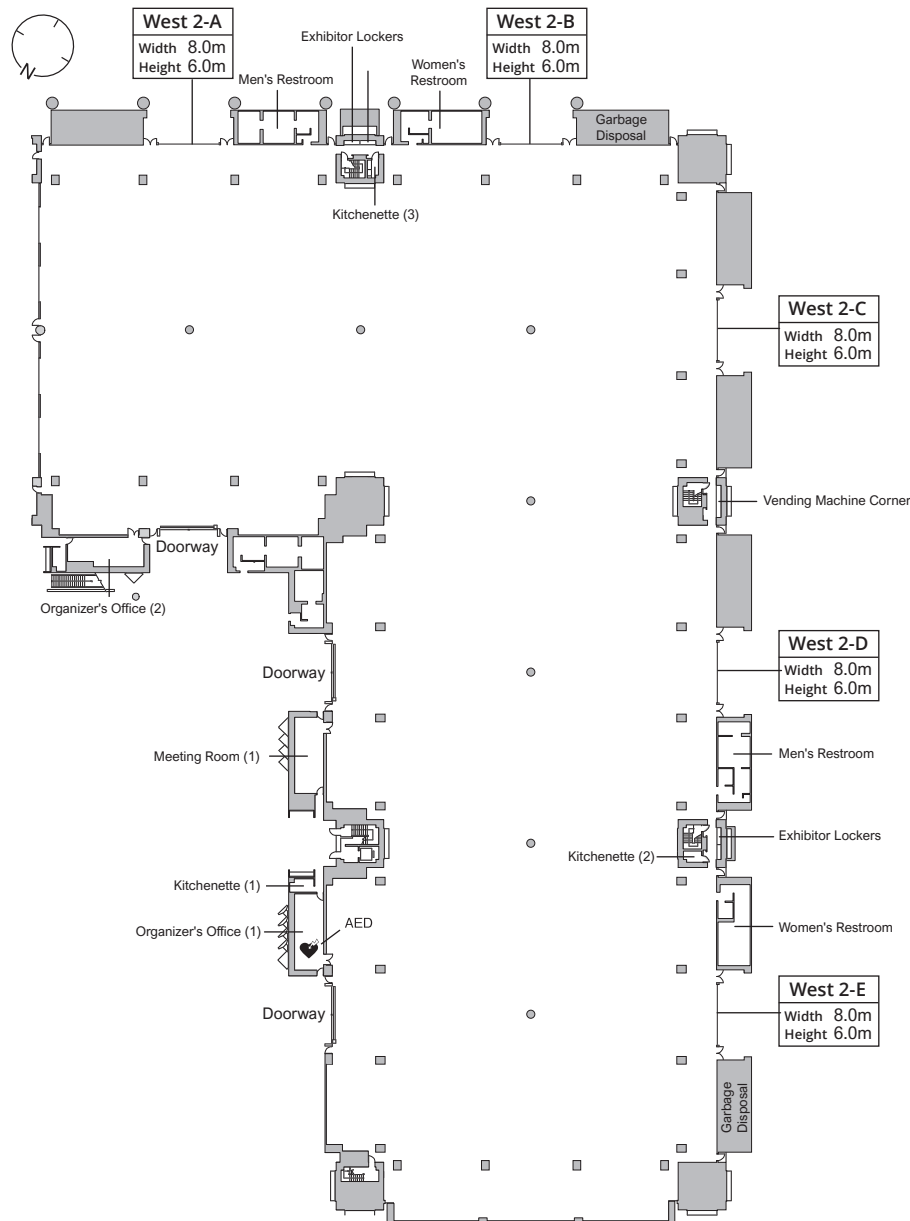 West 2-A
Width 8.0m
Height 6.0m
Exhibitor Lockers
West 2-B
Width 8.0m
Height 6.0m
N
Men's Restroom
Women's
Restroom
Garbage
Disposal
Kitchenette (3)
West 2-C
Width 8.0m
Height 6.0m
Vending Machine Corner
Doorway
Organizer's Office (2)
Doorway
West 2-D
Width 8.0m
Height 6.0m
Meeting Room (1)
Men's Restroom
Exhibitor Lockers
Kitchenette (2)
Kitchenette (1)
AED
Organizer's Office (1)
Women's Restroom
West 2-E
Width 8.0m
Height 6.0m
Doorway
Garbage
Disposal